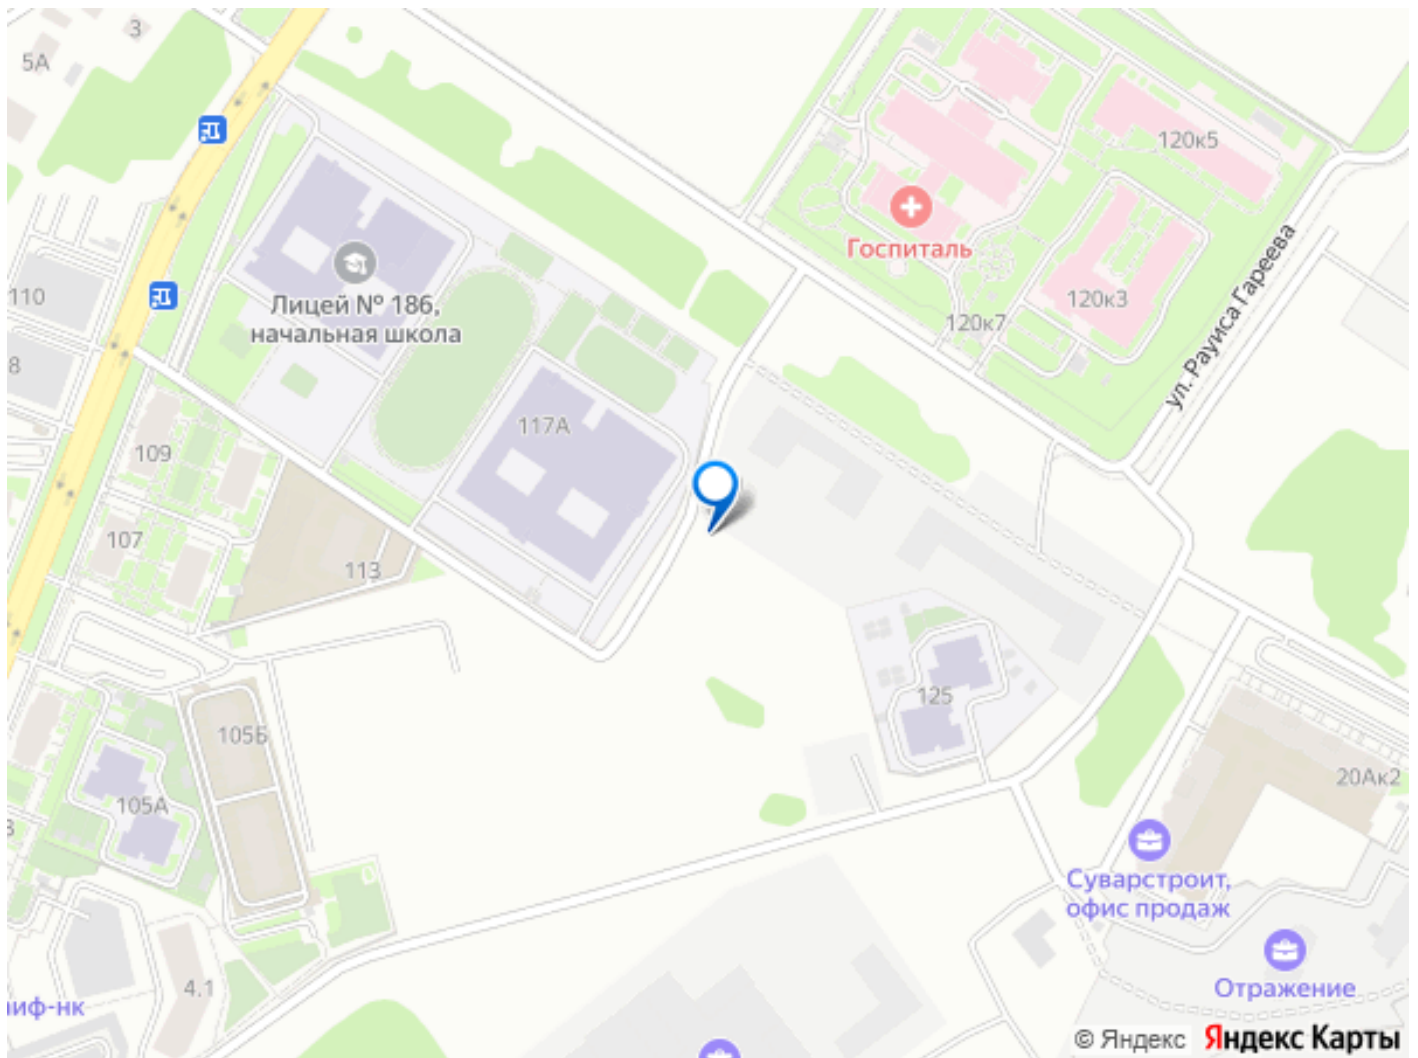 3
5А
120к5
Госпиталь
ул. Рауиса Гареева
110
Лицей № 186,
начальная школа
120к3
120к7
8
117А
109
107
113
125
105Б
105А
20Ак2
Суварстроит,
офис продаж
4.1
Отражение
иф-нк
© Яндекс Яндекс Карты